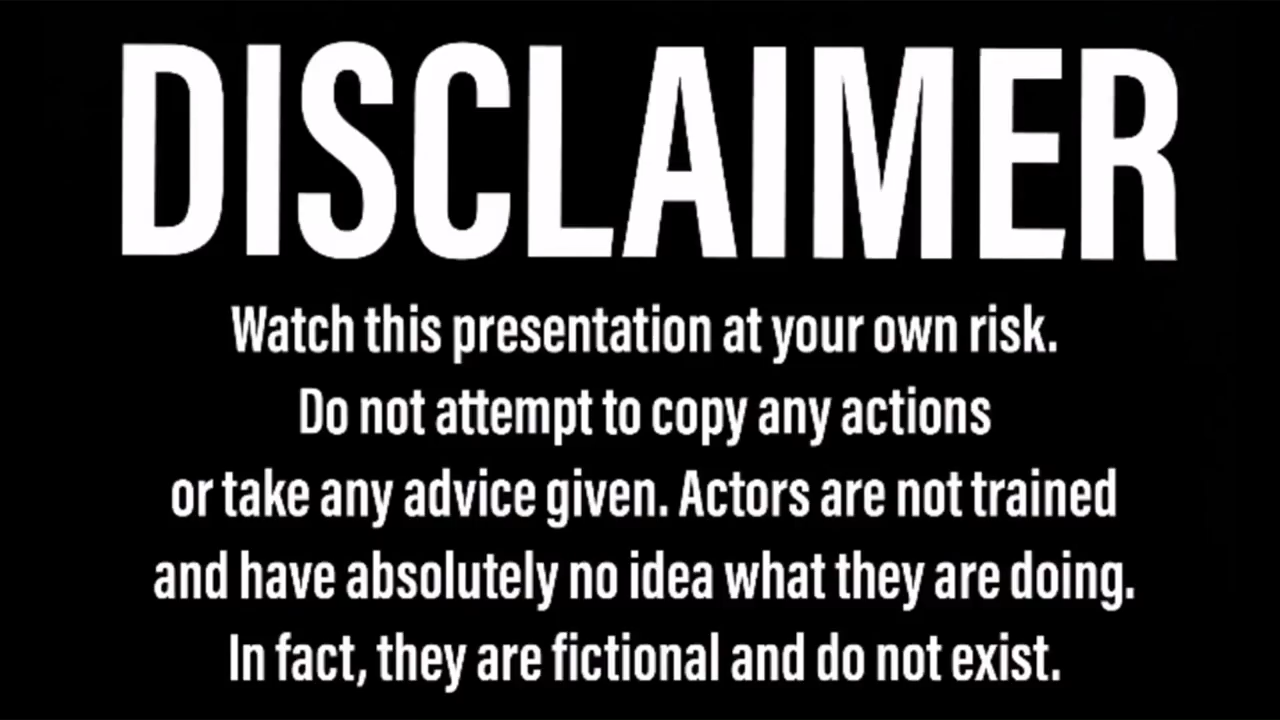 DISCLAIMER
Watch this presentation at your own risk.
Do not attempt to copy any actions
or take any advice given. Actors are not trained
and have absolutely no idea what they are doing.
In fact, they are fictional and do not exist.